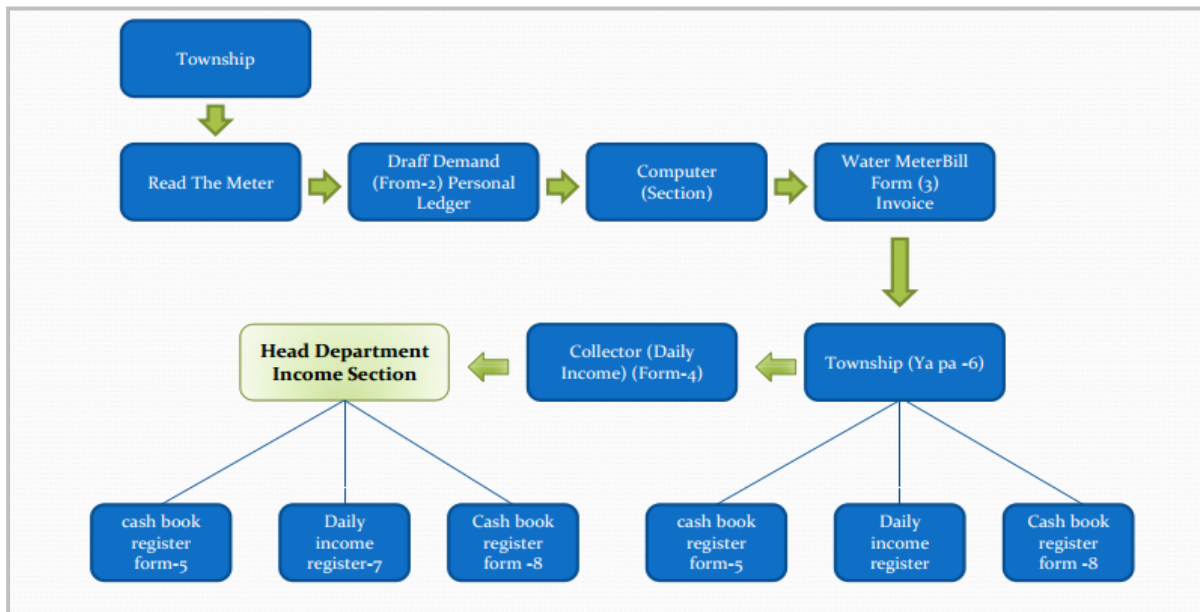 Township
Read The Meter
Draff Demand
(From-2) Personal
Ledger
Computer
(Section)
Water MeterBill
Form (3)
Invoice
Head Department
Income Section
Collector (Daily
Income) (Form-4)
Township (Ya pa -6)
cash book
register
form-5
Daily
income
register-7
Cash book
register
form -8
cash book
register
form-5
Daily
income
register
Cash book
register
form -8